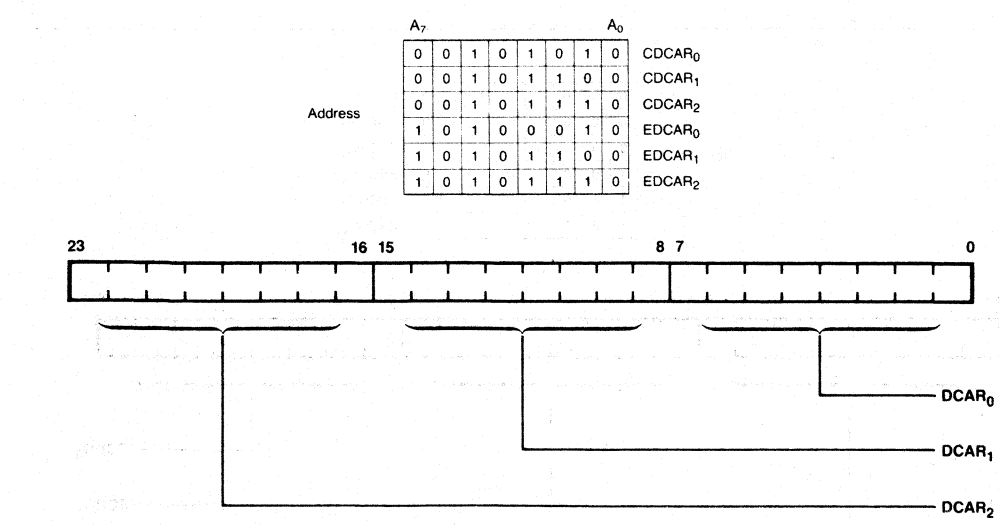 A₇ A₀
0 0 1 0 1 0 1 0 CDCAR₀
0 0 1 0 1 1 0 0 CDCAR₁
0 0 1 0 1 1 1 0 CDCAR₂
Address
1 0 1 0 0 0 1 0 EDCAR₀
1 0 1 0 1 1 0 0 EDCAR₁
1 0 1 0 1 1 1 0 EDCAR₂
23 16 15 8 7 0
DCAR₀
DCAR₁
DCAR₂